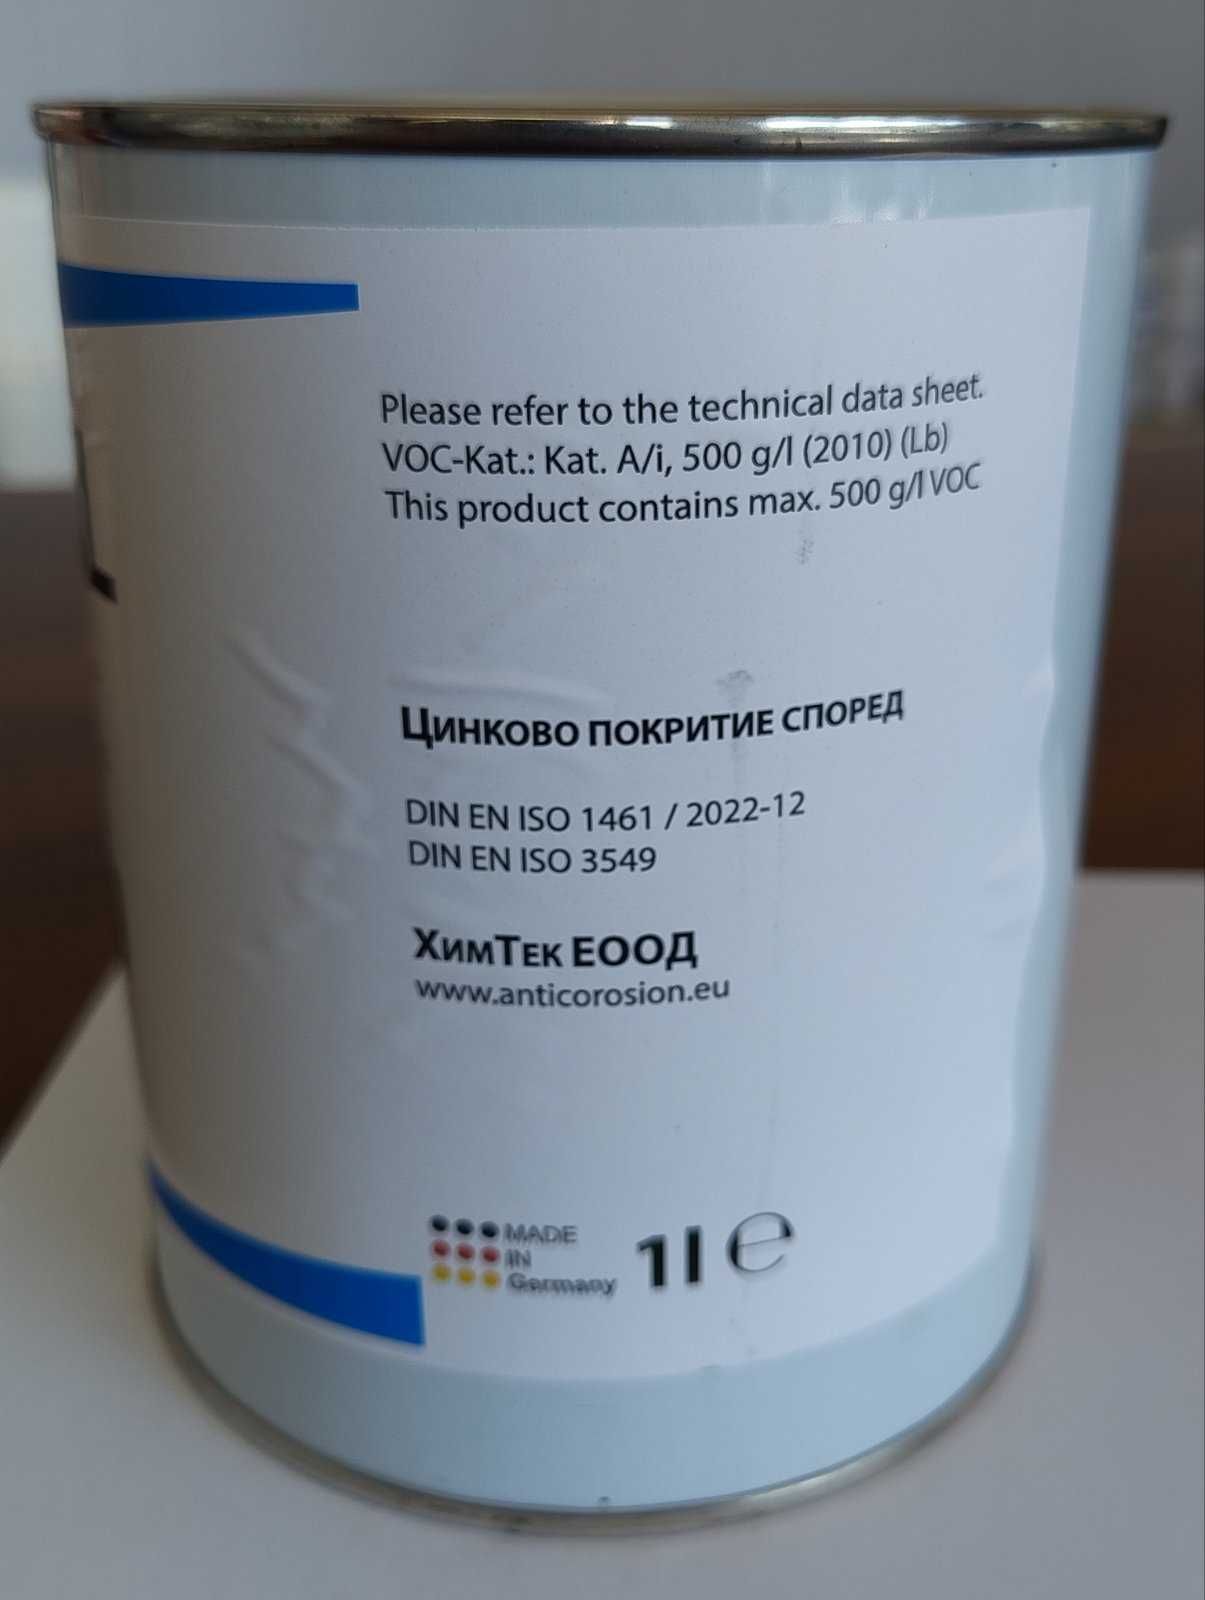 Please refer to the technical data sheet.
VOC-Kat.: Kat. A/i, 500 g/l (2010) (Lb)
This product contains max. 500 g/l VOC
Цинково покритие според
DIN EN ISO 1461 / 2022-12
DIN EN ISO 3549
ХимТек ЕООД
www.anticorosion.eu
MADE
IN
Germany
1l ℮